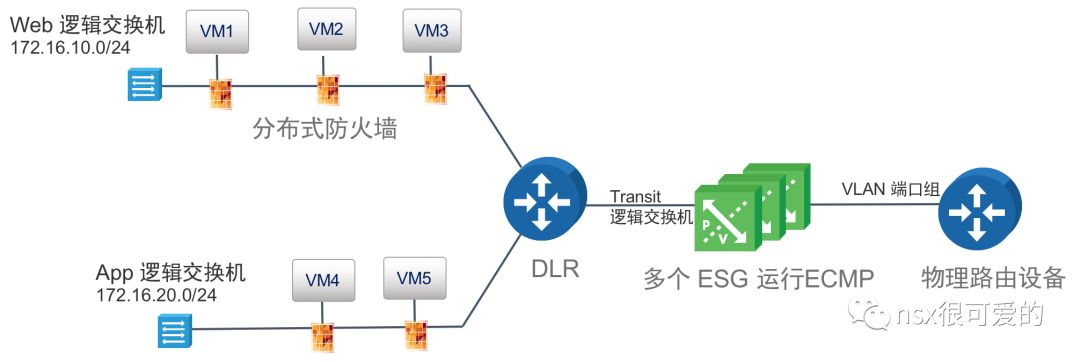 Web 逻辑交换机
172.16.10.0/24
VM1
VM2
VM3
分布式防火墙
Transit
逻辑交换机
P
V
VLAN 端口组
DLR
多个 ESG 运行ECMP
物理路由设备
App 逻辑交换机
172.16.20.0/24
VM4
VM5
nsx很可爱的